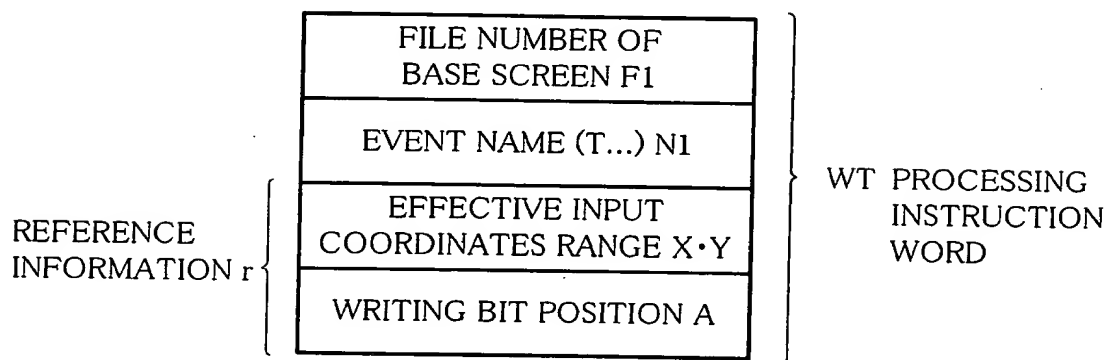 FILE NUMBER OF
BASE SCREEN F1
EVENT NAME (T...) N1
EFFECTIVE INPUT
COORDINATES RANGE X·Y
WRITING BIT POSITION A
REFERENCE
INFORMATION r
WT PROCESSING
INSTRUCTION
WORD